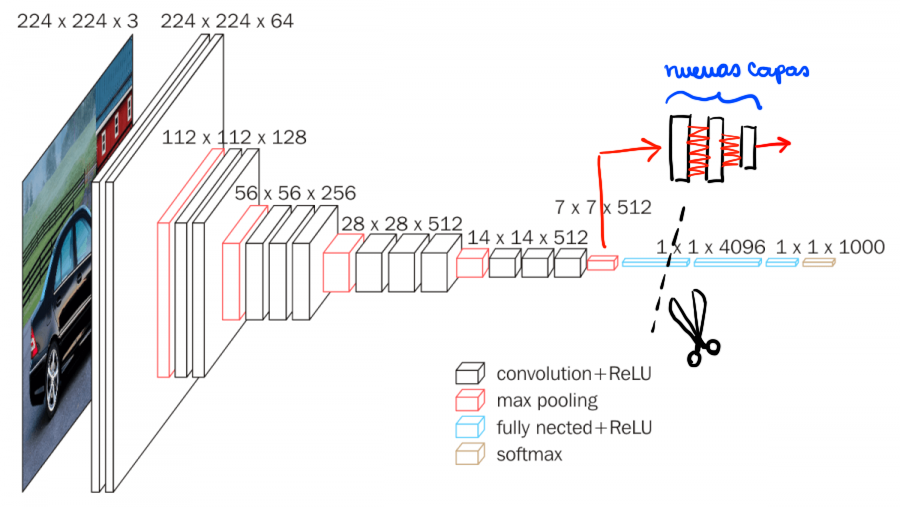 224 x 224 x 3
224 x 224 x 64
112 x 112 x 128
56 x 56 x 256
28 x 28 x 512
14 x 14 x 512
7 x 7 x 512
1 x 1 x 4096
1 x 1 x 1000
nuevas capas
convolution+ReLU
max pooling
fully nected+ReLU
softmax